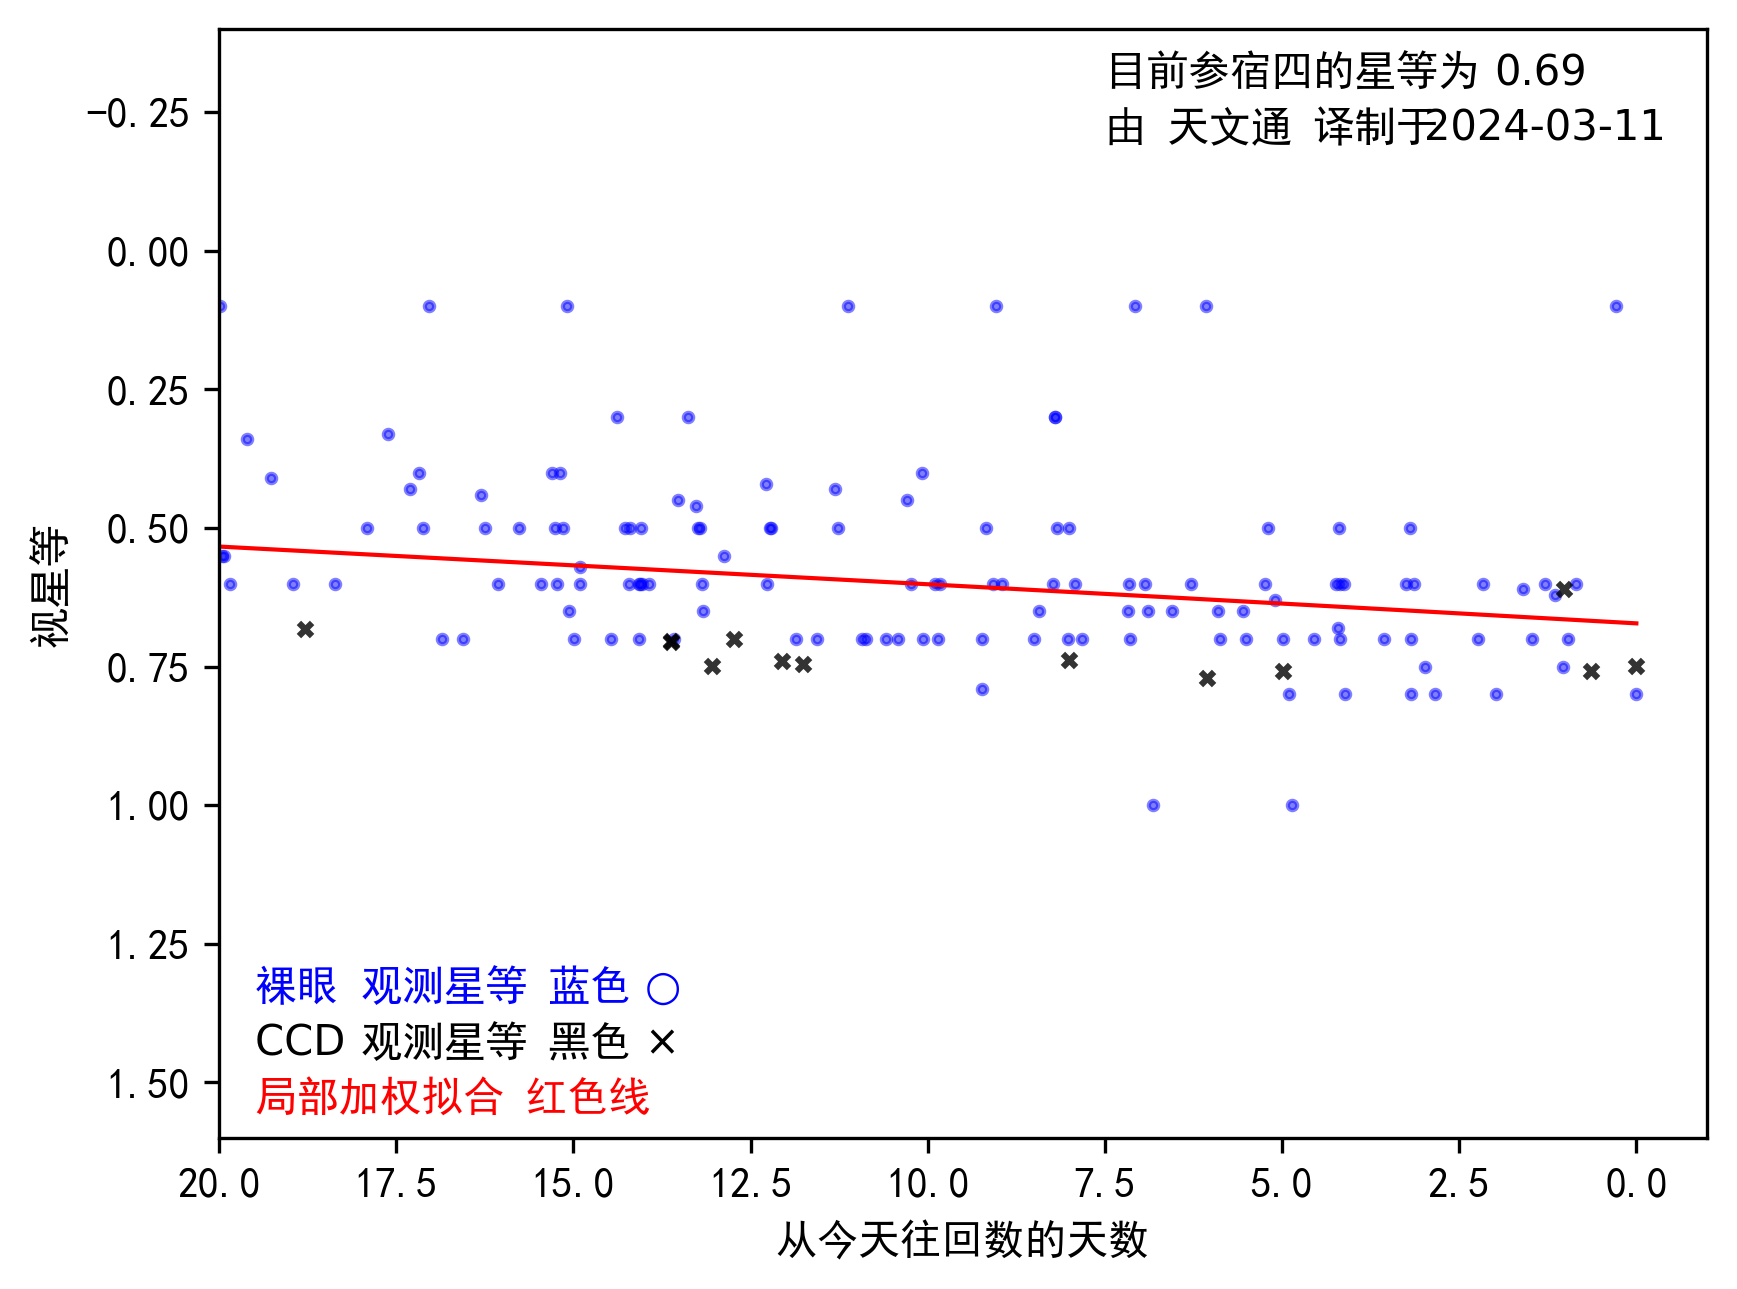 目前参宿四的星等为 0.69
由 天文通 译制于2024-03-11
−0.25
0.00
0.25
0.50
0.75
1.00
1.25
1.50
视星等
裸眼 观测星等 蓝色 ○
CCD 观测星等 黑色 ×
局部加权拟合 红色线
20.0 17.5 15.0 12.5 10.0 7.5 5.0 2.5 0.0
从今天往回数的天数